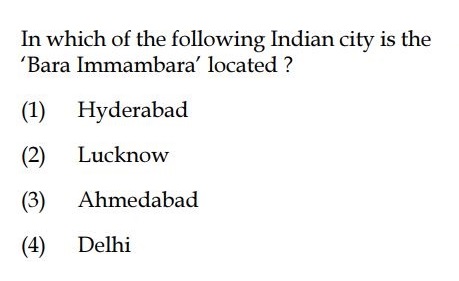 In which of the following Indian city is the
‘Bara Immambara’ located ?
(1) Hyderabad
(2) Lucknow
(3) Ahmedabad
(4) Delhi